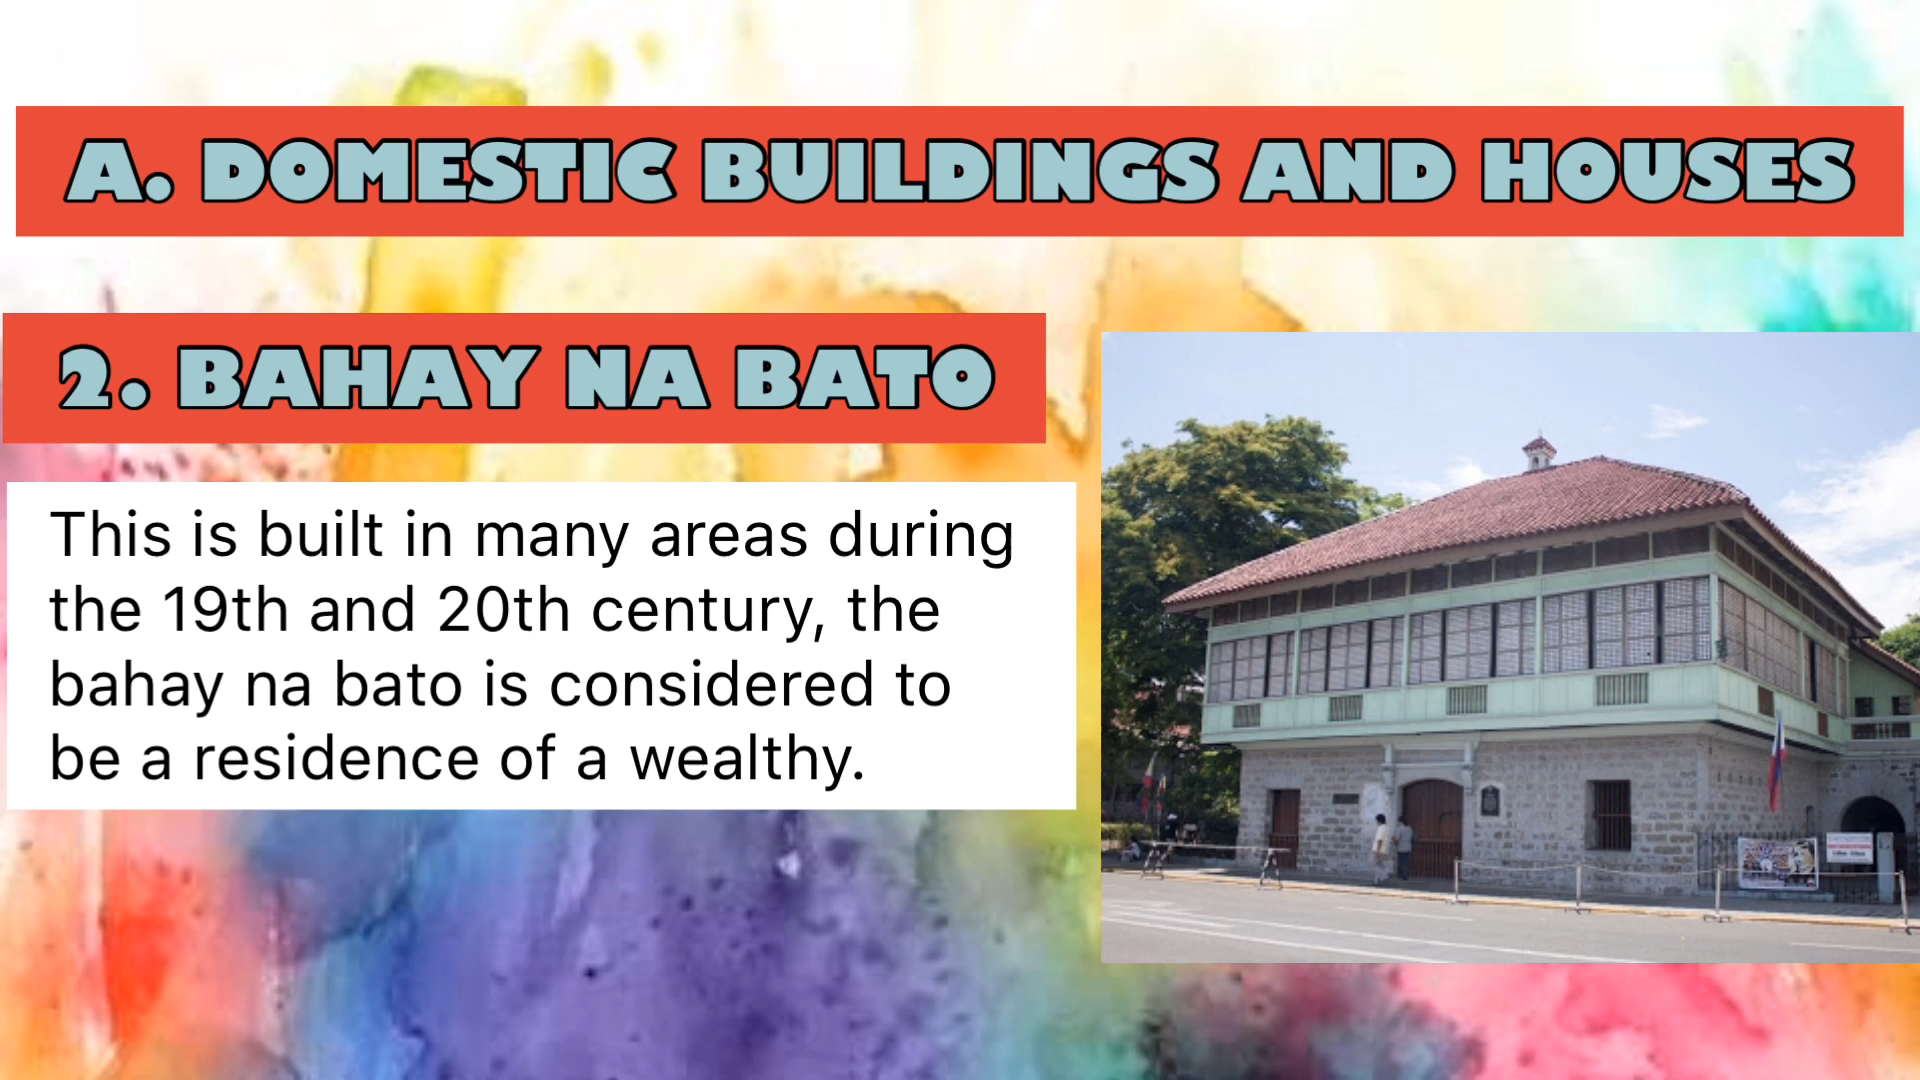 A. DOMESTIC BUILDINGS AND HOUSES
2. BAHAY NA BATO
This is built in many areas during
the 19th and 20th century, the
bahay na bato is considered to
be a residence of a wealthy.